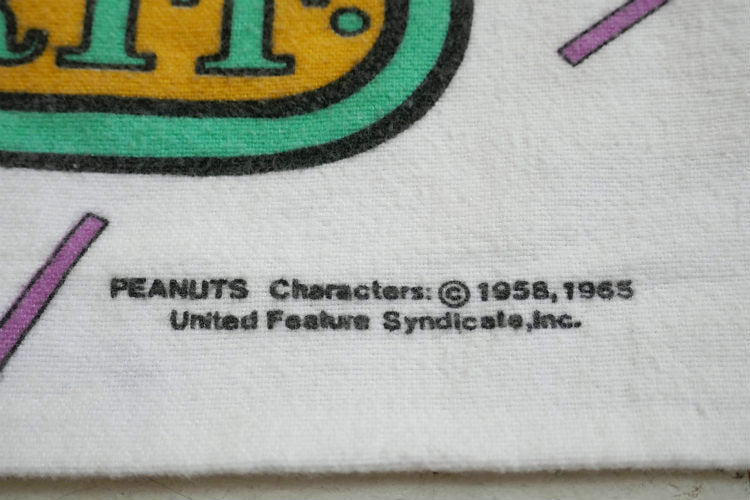 PEANUTS Characters: © 1958, 1965
United Feature Syndicate, Inc.